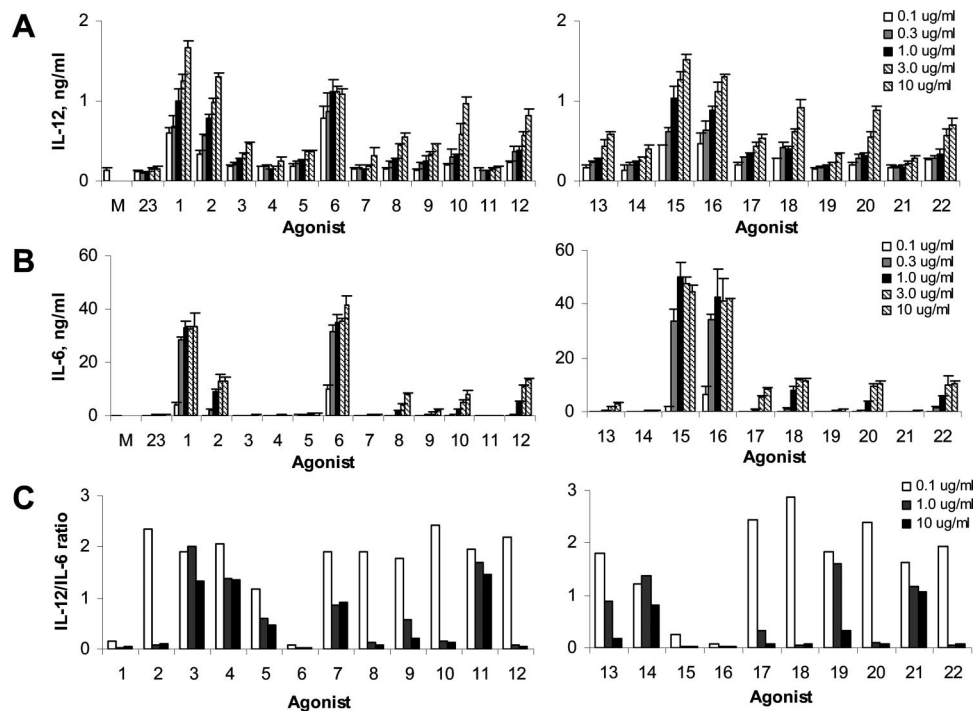 A
IL-12, ng/ml
2
1
0
M 23 1 2 3 4 5 6 7 8 9 10 11 12
Agonist
2
1
0
13 14 15 16 17 18 19 20 21 22
Agonist
0.1 ug/ml
0.3 ug/ml
1.0 ug/ml
3.0 ug/ml
10 ug/ml
B
IL-6, ng/ml
60
40
20
0
M 23 1 2 3 4 5 6 7 8 9 10 11 12
Agonist
60
40
20
0
13 14 15 16 17 18 19 20 21 22
Agonist
0.1 ug/ml
0.3 ug/ml
1.0 ug/ml
3.0 ug/ml
10 ug/ml
C
IL-12/IL-6 ratio
3
2
1
0
1 2 3 4 5 6 7 8 9 10 11 12
Agonist
3
2
1
0
13 14 15 16 17 18 19 20 21 22
Agonist
0.1 ug/ml
1.0 ug/ml
10 ug/ml